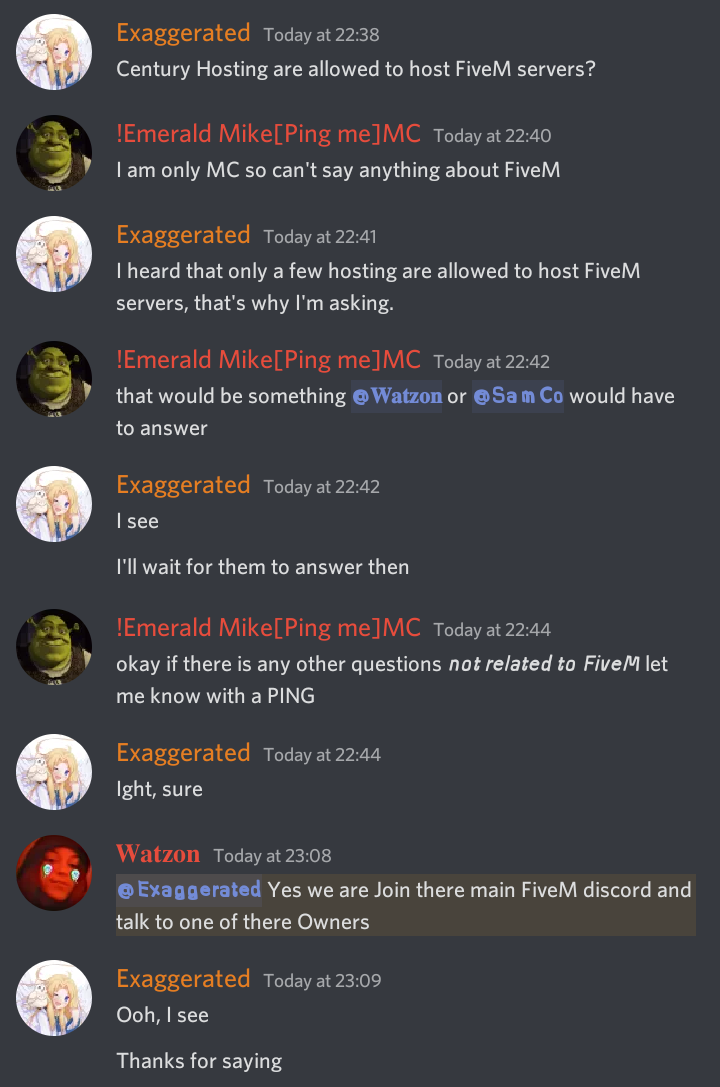 Exaggerated Today at 22:38
Century Hosting are allowed to host FiveM servers?
!Emerald Mike[Ping me]MC Today at 22:40
I am only MC so can't say anything about FiveM
Exaggerated Today at 22:41
I heard that only a few hosting are allowed to host FiveM
servers, that's why I'm asking.
!Emerald Mike[Ping me]MC Today at 22:42
that would be something @Watzon or @Sam Co would have
to answer
Exaggerated Today at 22:42
I see
I'll wait for them to answer then
!Emerald Mike[Ping me]MC Today at 22:44
okay if there is any other questions not related to FiveM let
me know with a PING
Exaggerated Today at 22:44
Ight, sure
Watzon Today at 23:08
@Exaggerated Yes we are Join there main FiveM discord and
talk to one of there Owners
Exaggerated Today at 23:09
Ooh, I see
Thanks for saying